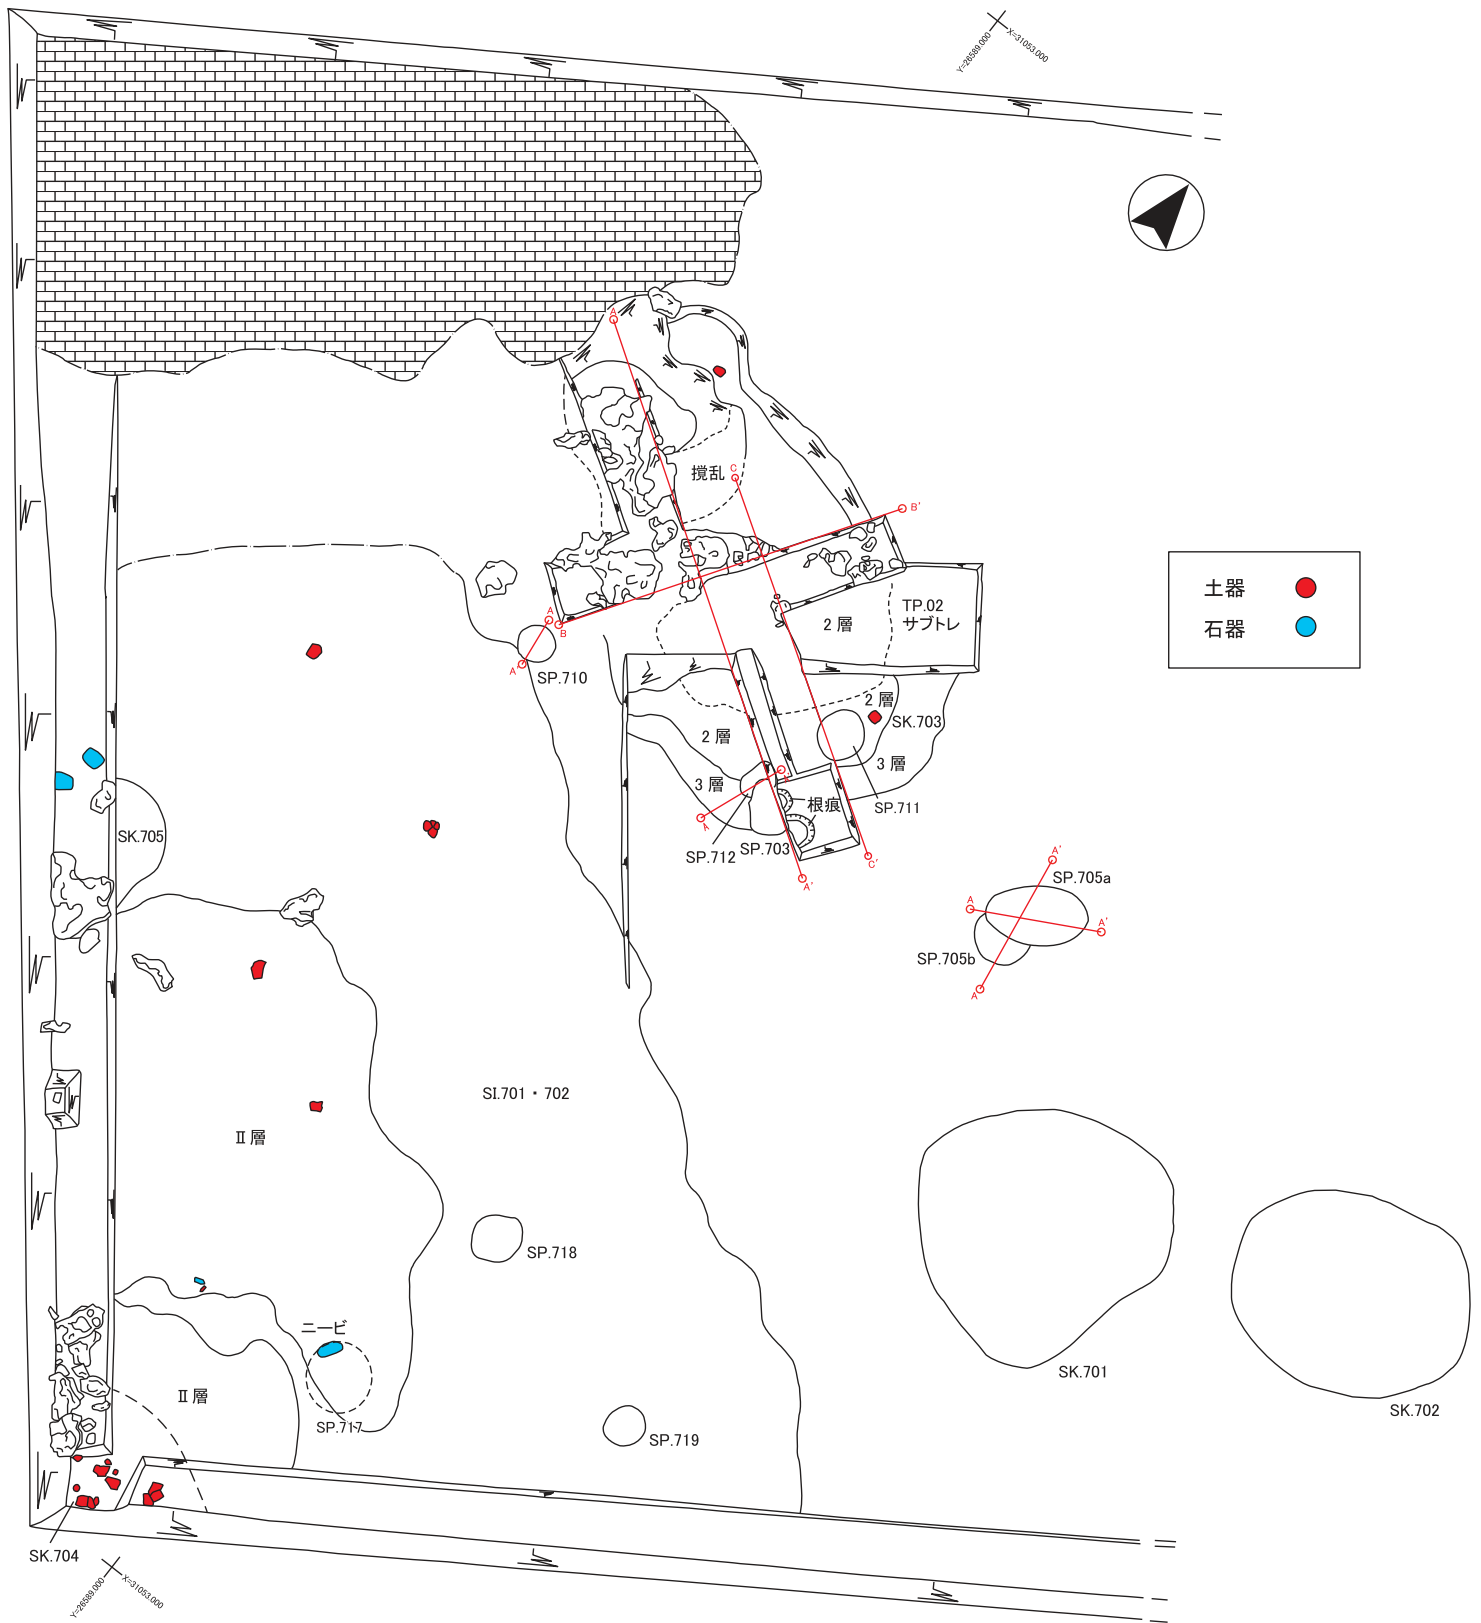 Y=26589.000
X=31053.000
A
撹乱
C
B'
土器
石器
TP.02
サブトレ
2層
A'
B
A
SP.710
2層
SK.703
2層
3層
3層
SP.711
根痕
A
SP.712
SP.703
A'
C'
SK.705
A'
SP.705a
A
A'
SP.705b
A
SI.701・702
Ⅱ層
SP.718
ニービ
Ⅱ層
SP.717
SP.719
SK.701
SK.702
SK.704
Y=26589.000
X=31053.000